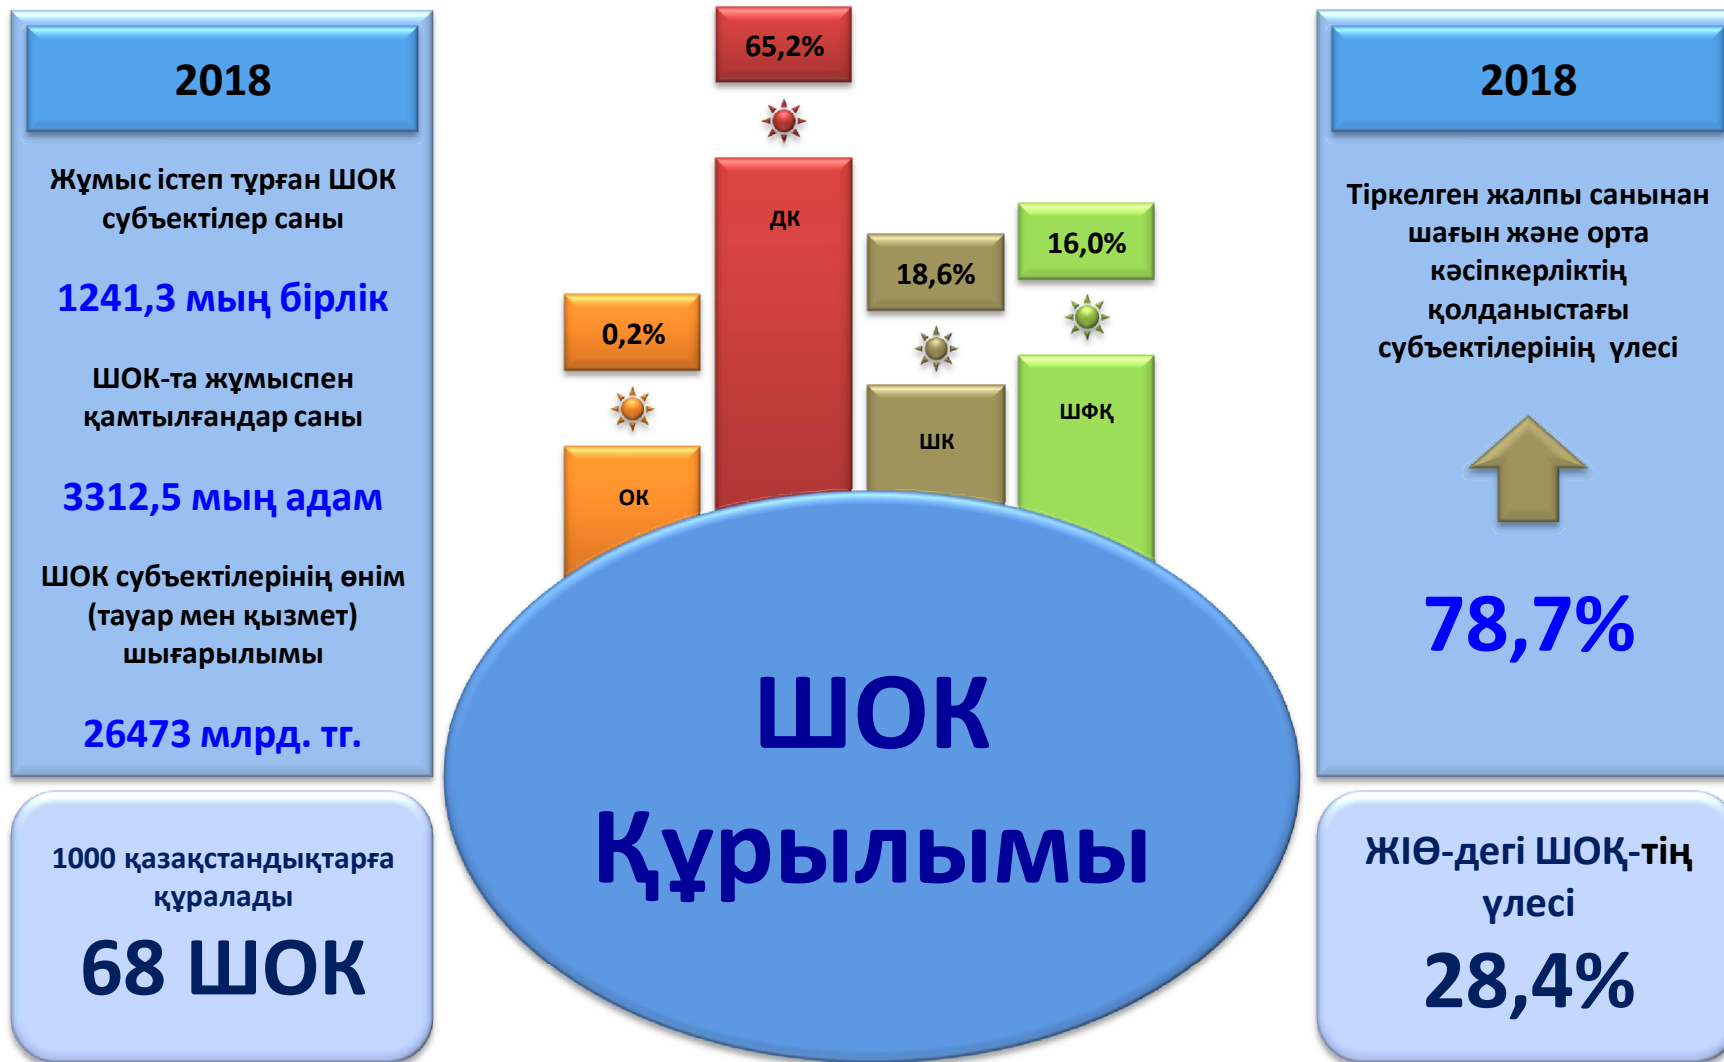 2018
Жұмыс істеп тұрған ШОК
субъектілер саны
1241,3 мың бірлік
ШОК-та жұмыспен
қамтылғандар саны
3312,5 мың адам
ШОК субъектілерінің өнім
(тауар мен қызмет)
шығарылымы
26473 млрд. тг.
1000 қазақстандықтарға
құралады
68 ШОК
0,2%
ОК
65,2%
ДК
18,6%
ШК
16,0%
ШФҚ
ШОК
Құрылымы
2018
Тіркелген жалпы санынан
шағын және орта
кәсіпкерліктің
қолданыстағы
субъектілерінің үлесі
78,7%
ЖІӨ-дегі ШОҚ-тің
үлесі
28,4%